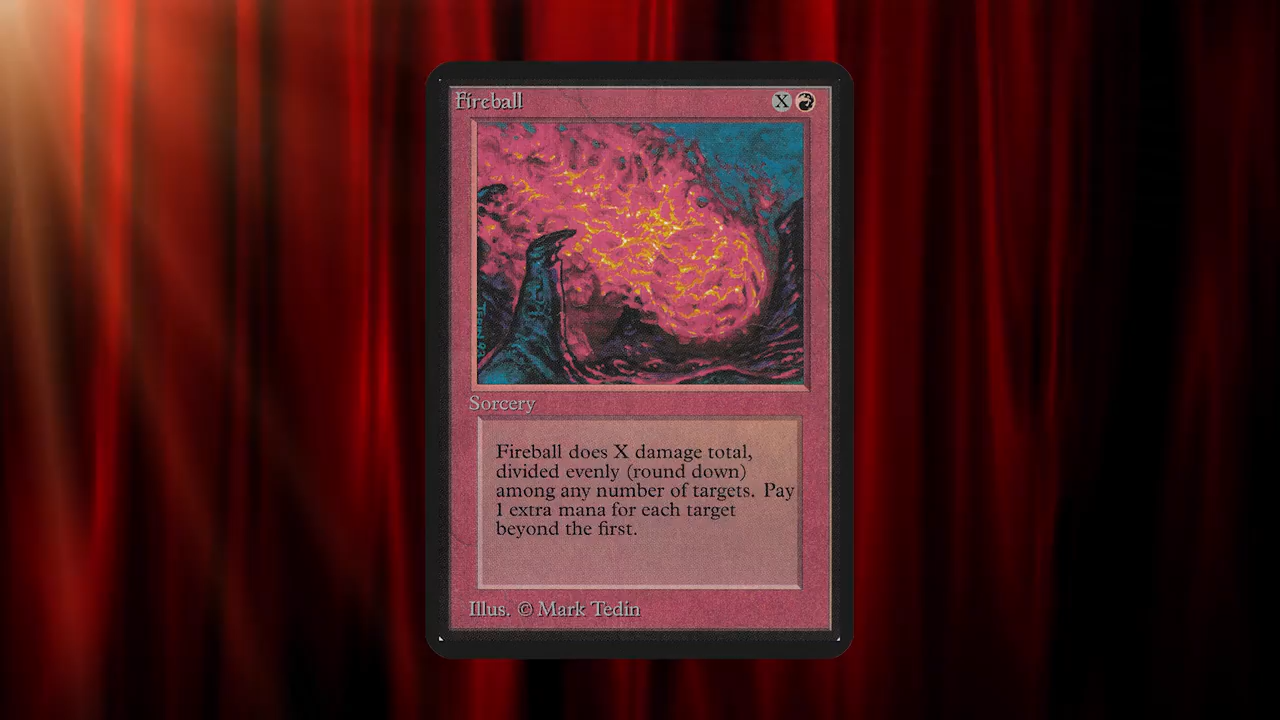 Fireball X
Sorcery
Fireball does X damage total,
divided evenly (round down)
among any number of targets. Pay
1 extra mana for each target
beyond the first.
Illus. © Mark Tedin